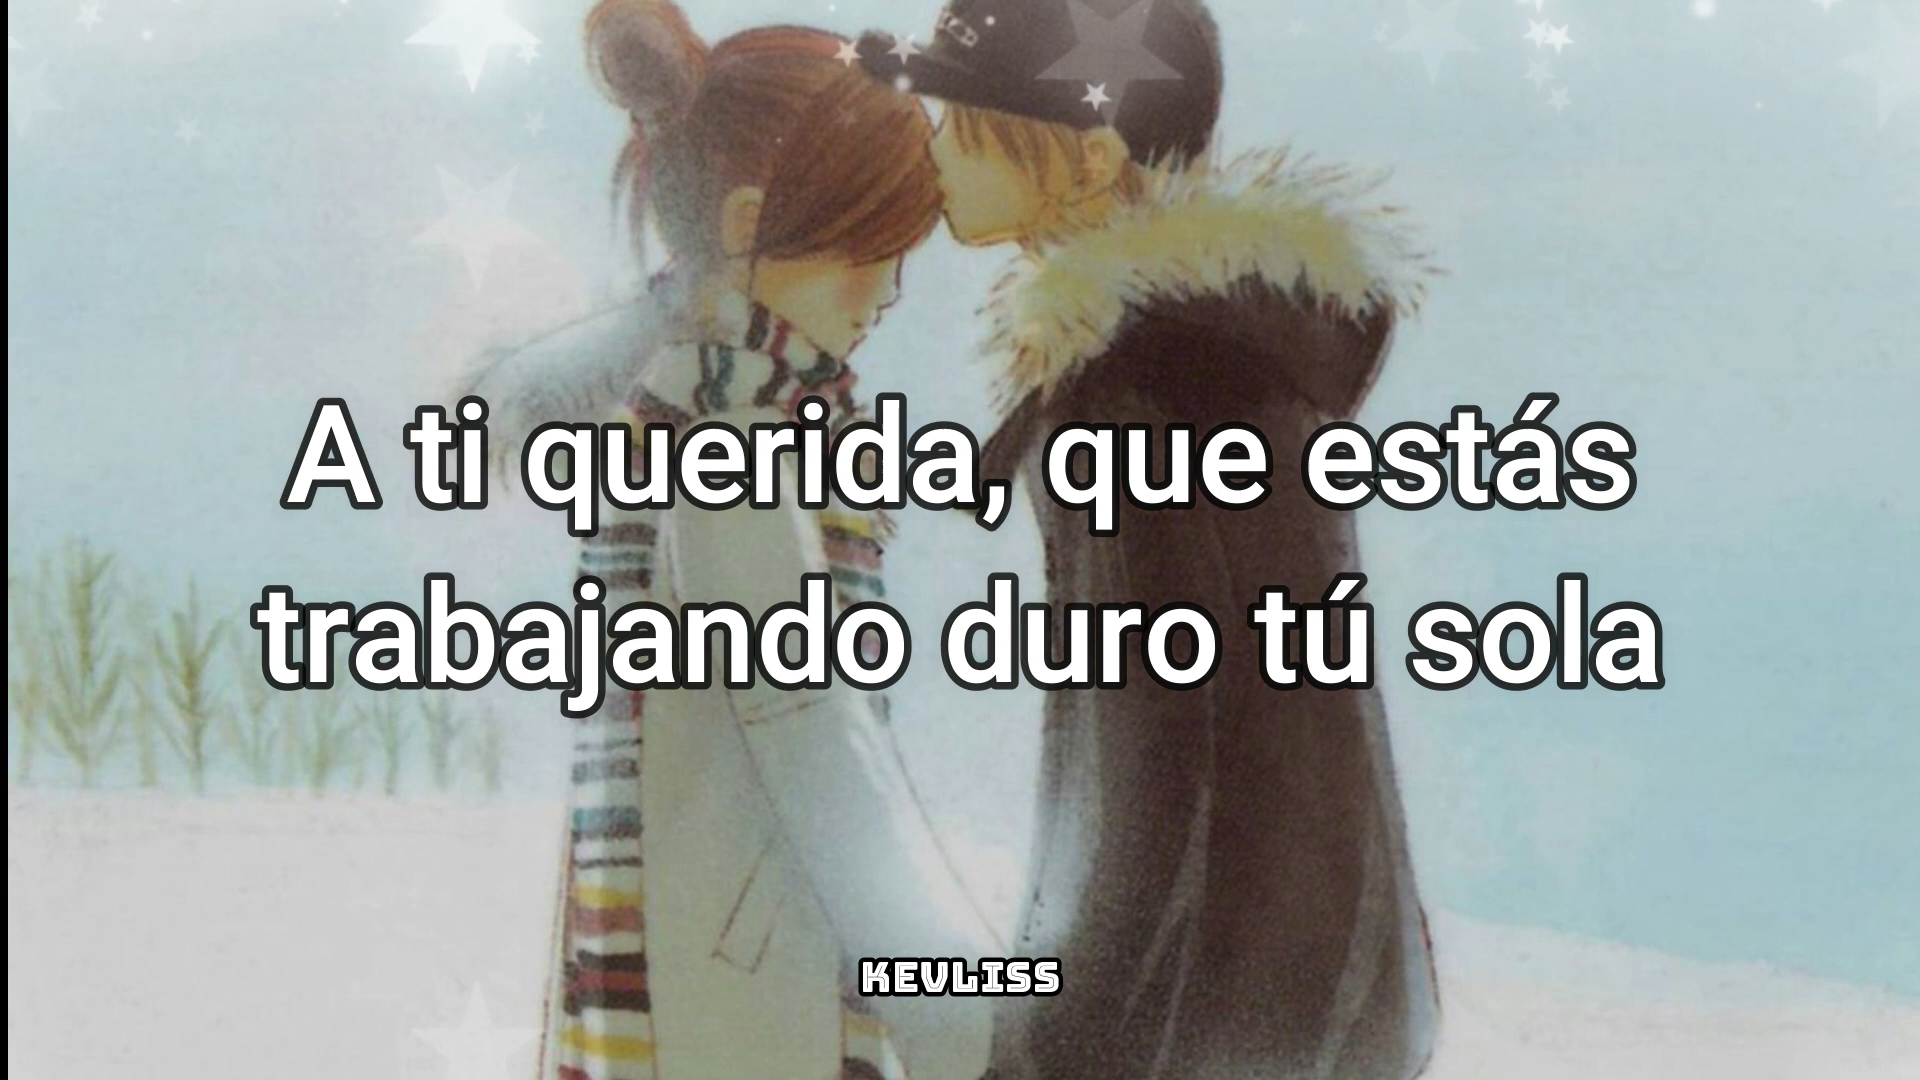 A ti querida, que estás
trabajando duro tú sola
KEVLISS